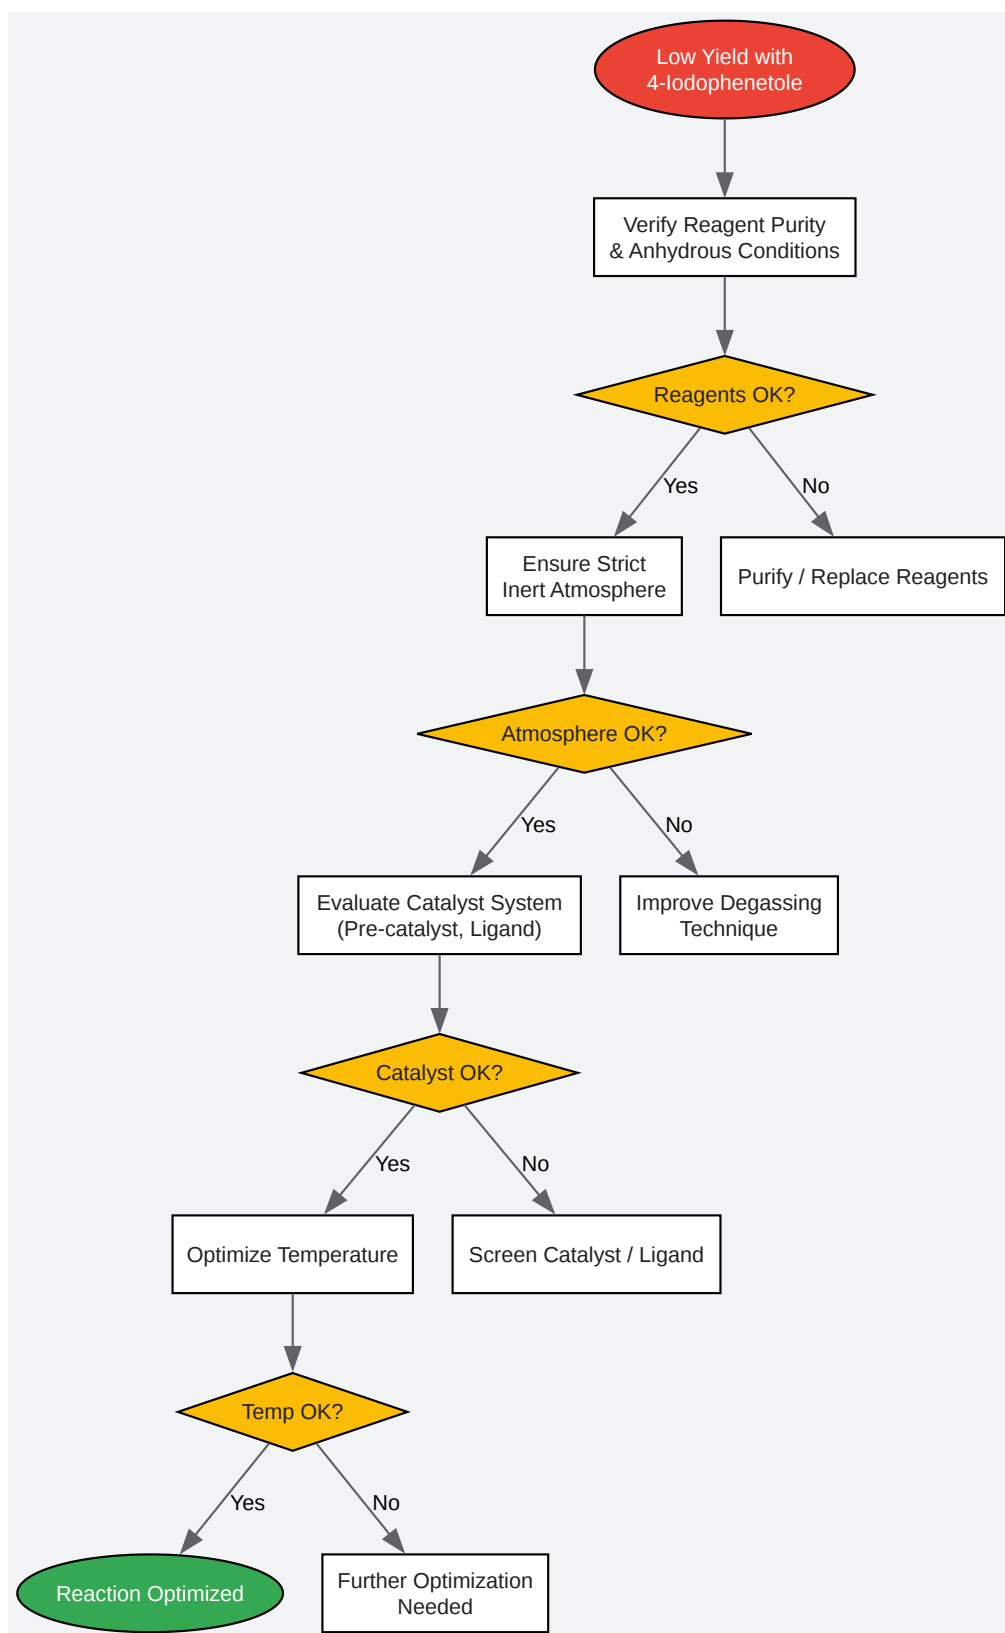 Low Yield with
4-Iodophenetole
Verify Reagent Purity
& Anhydrous Conditions
Reagents OK?
Yes
No
Ensure Strict
Inert Atmosphere
Purify / Replace Reagents
Atmosphere OK?
Yes
No
Evaluate Catalyst System
(Pre-catalyst, Ligand)
Improve Degassing
Technique
Catalyst OK?
Yes
No
Optimize Temperature
Screen Catalyst / Ligand
Temp OK?
Yes
No
Reaction Optimized
Further Optimization
Needed